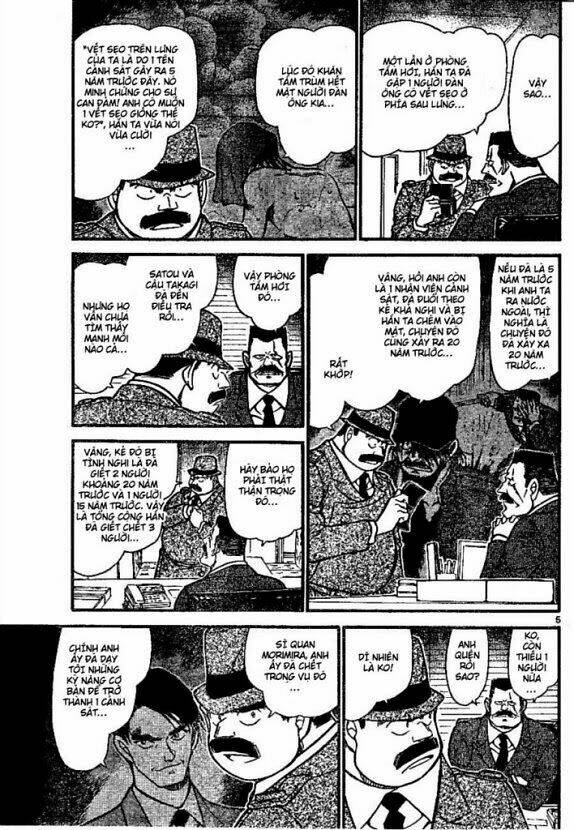 VẬY
SAO...
MỘT LẦN Ở PHÒNG
TẮM HƠI, HẮN TA ĐÃ
GẶP 1 NGƯỜI ĐÀN
ÔNG CÓ VẾT SẸO Ở
PHÍA SAU LƯNG...
LÚC ĐÓ KHĂN
TẮM TRÙM HẾT
MẶT NGƯỜI ĐÀN
ÔNG KIA...
"VẾT SẸO TRÊN LƯNG
CỦA TA LÀ DO 1 TÊN
CẢNH SÁT GÂY RA 5
NĂM TRƯỚC ĐÂY. NÓ
MINH CHỨNG CHO SỰ
CAN ĐẢM! ANH CÓ MUỐN
1 VẾT SẸO GIỐNG THẾ
KO?", HẮN TA VỪA NÓI
VỪA CƯỜI
...
NẾU ĐÃ LÀ 5
NĂM TRƯỚC
KHI ANH TA
RA NƯỚC
NGOÀI, THÌ
NGHĨA LÀ
CHUYỆN ĐÓ
ĐÃ XẢY XA
20 NĂM
TRƯỚC...
VÂNG, HỒI ANH CÒN
LÀ 1 NHÂN VIÊN CẢNH
SÁT, ĐÃ ĐUỔI THEO
KẺ KHẢ NGHI VÀ BỊ
HẮN TA CHÉM VÀO
MẶT, CHUYỆN ĐÓ
CŨNG XẢY RA 20
NĂM TRƯỚC...
RẤT
KHỚP!
VẬY PHÒNG
TẮM HƠI
ĐÓ...
SATOU VÀ
CẬU TAKAGI
ĐÃ ĐẾN
ĐIỀU TRA
RỒI...
NHƯNG HỌ
VẪN CHƯA
TÌM THẤY
MANH MỐI
NÀO CẢ...
HÃY BẢO HỌ
PHẢI THẬT
THẬN TRỌNG
ĐÓ...
VÂNG, KẺ ĐÓ BỊ
TÌNH NGHI LÀ ĐÃ
GIẾT 2 NGƯỜI
KHOẢNG 20 NĂM
TRƯỚC VÀ 1 NGƯỜI
15 NĂM TRƯỚC. VẬY
LÀ TỔNG CỘNG HẮN
ĐÃ GIẾT CHẾT 3
NGƯỜI...
5
KO,
CÒN
THIẾU 1
NGƯỜI
NỮA
...
ANH
QUÊN
RỒI
SAO?
DĨ NHIÊN
LÀ KO!
SĨ QUAN
MORIMIRA, ANH
ẤY ĐÃ CHẾT
TRONG VỤ ĐÓ
...
CHÍNH ANH
ẤY ĐÃ DẠY
TÔI NHỮNG
KỸ NĂNG CƠ
BẢN ĐỂ TRỞ
THÀNH 1 CẢNH
SÁT...